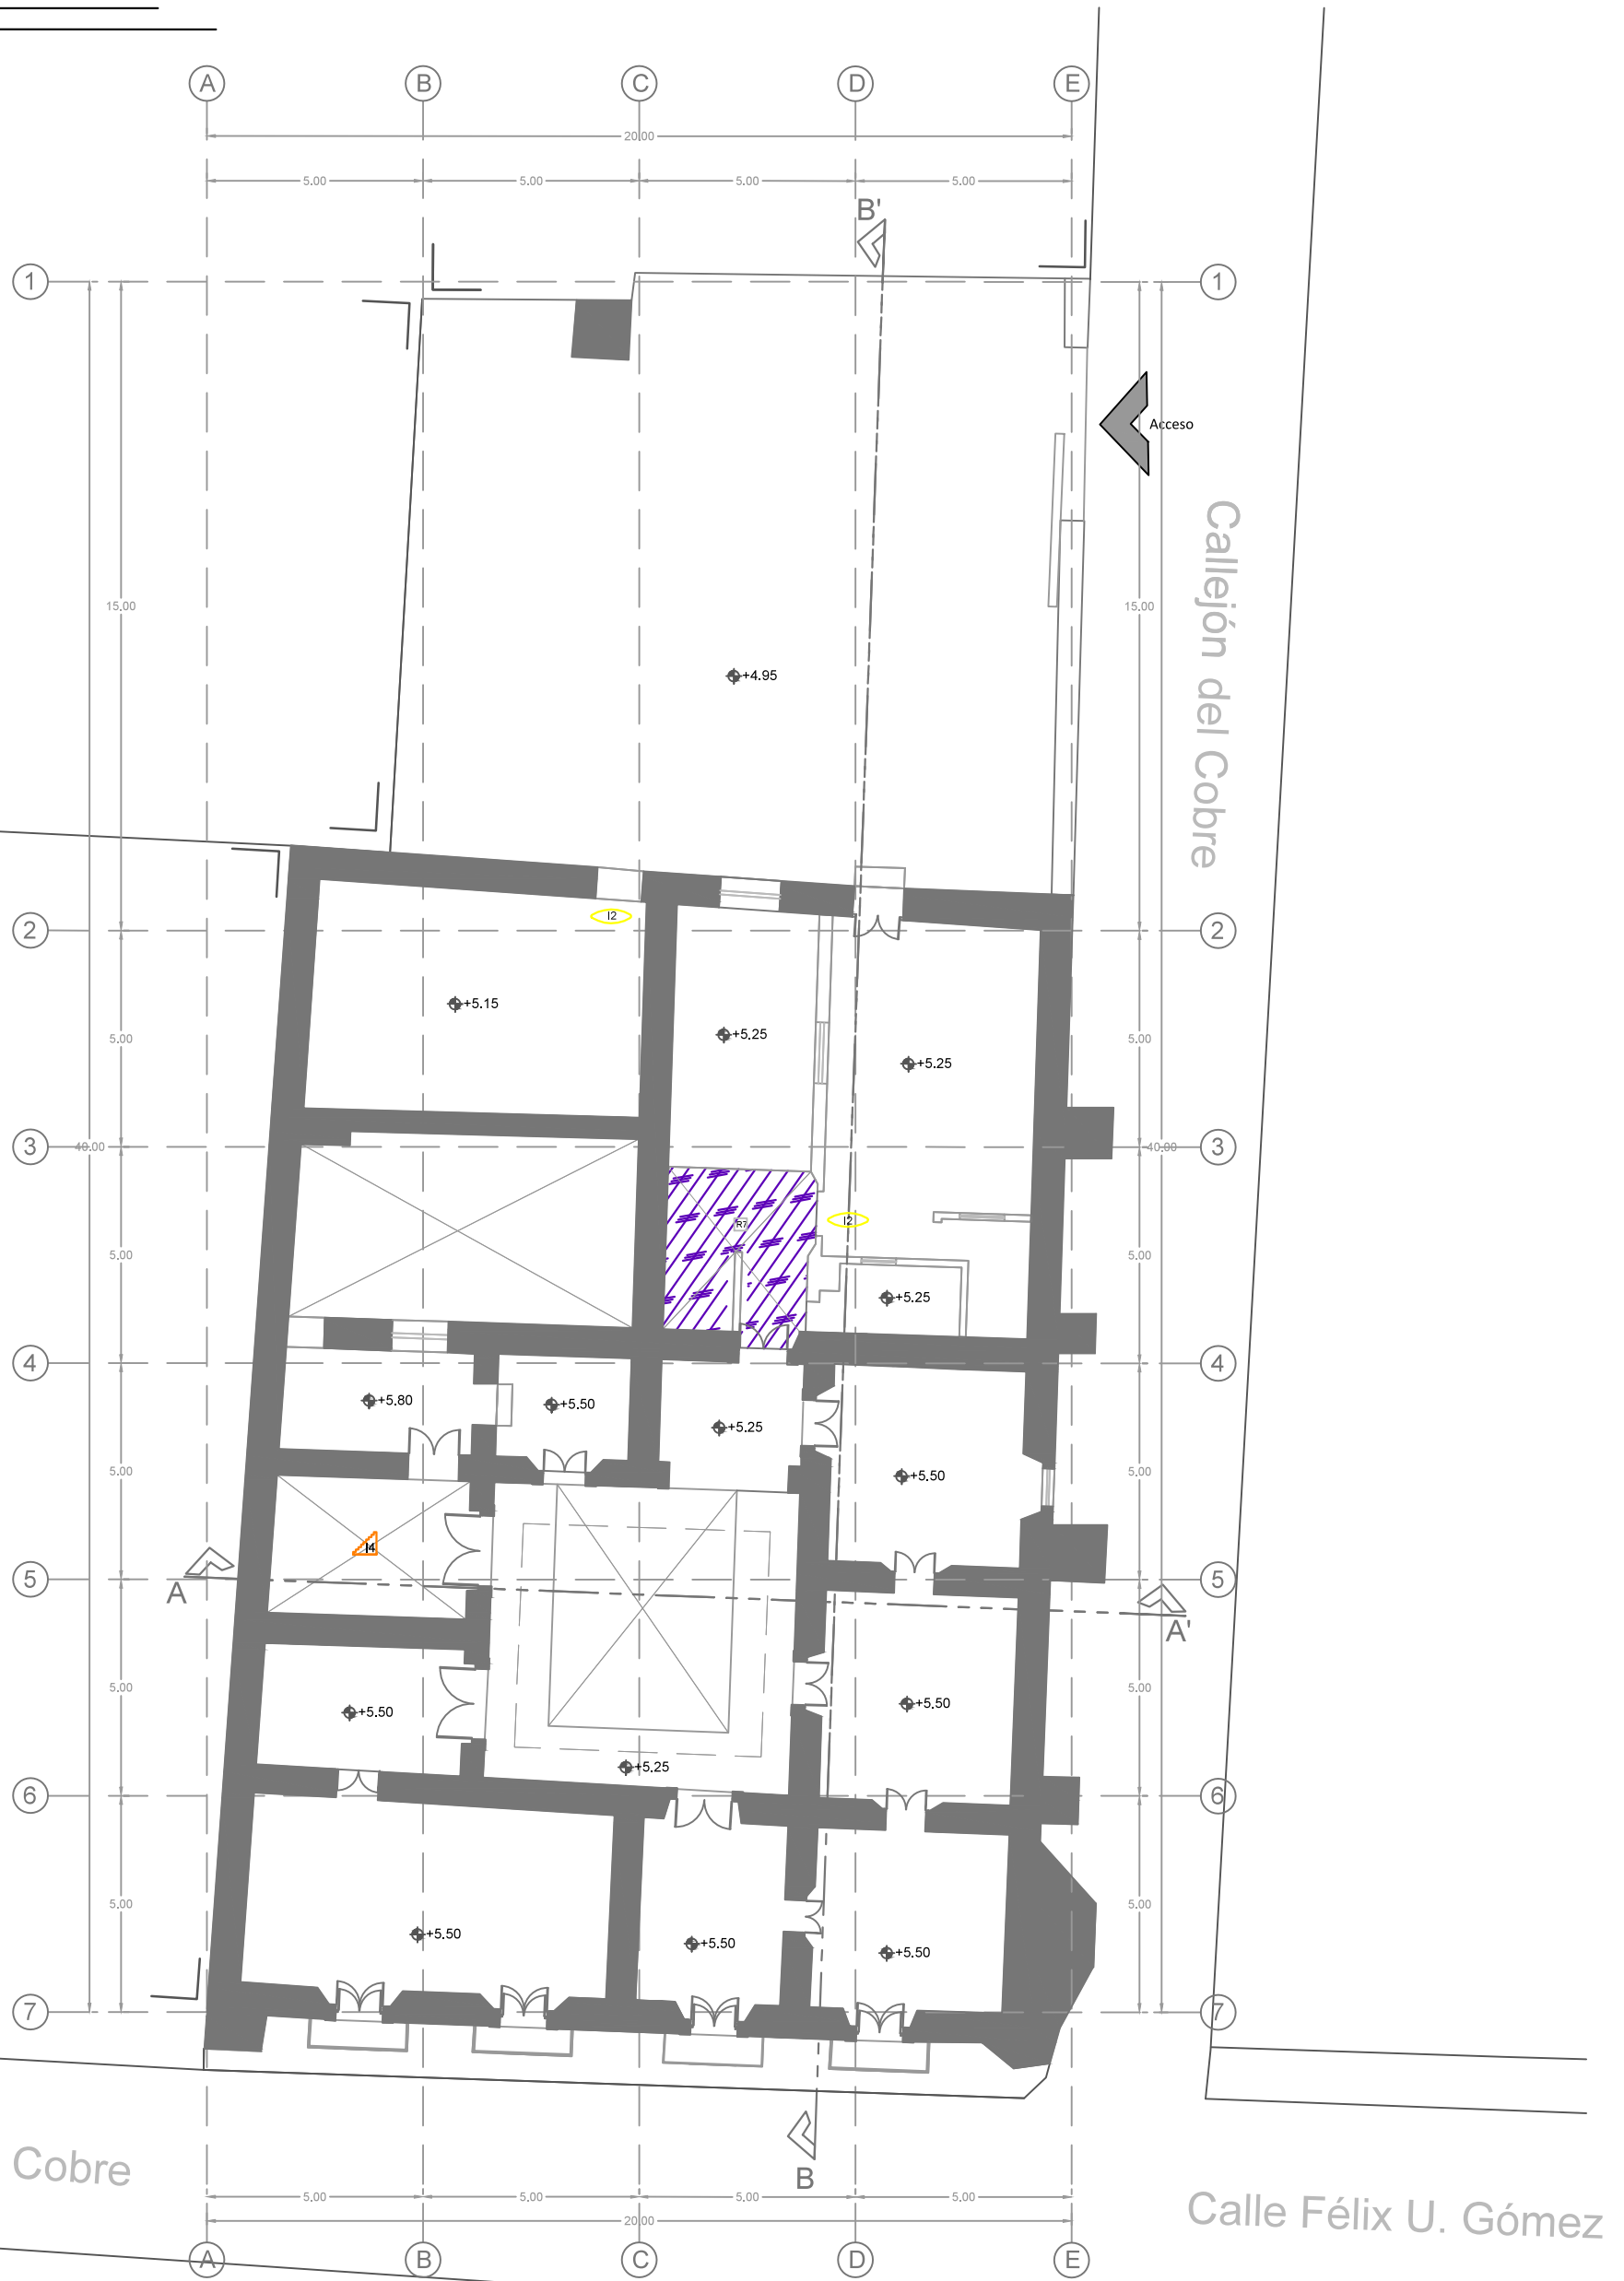 A B C D E
20.00
5.00 5.00 5.00 5.00
B'
1 1
Acceso
Callejón del Cobre
15.00 15.00
+4.95
I2
2 2
+5.15
+5.25
5.00 5.00
+5.25
3 40.00 40.00 3
R7
I2
5.00 5.00
+5.25
4 4
+5.80
+5.50
+5.25
5.00 +5.50 5.00
I4
5 5
A
A'
5.00 5.00
+5.50
+5.50
+5.25
6 6
5.00 5.00
+5.50
+5.50
+5.50
7 7
Cobre
B
5.00 5.00 5.00 5.00
Calle Félix U. Gómez
20.00
A B C D E